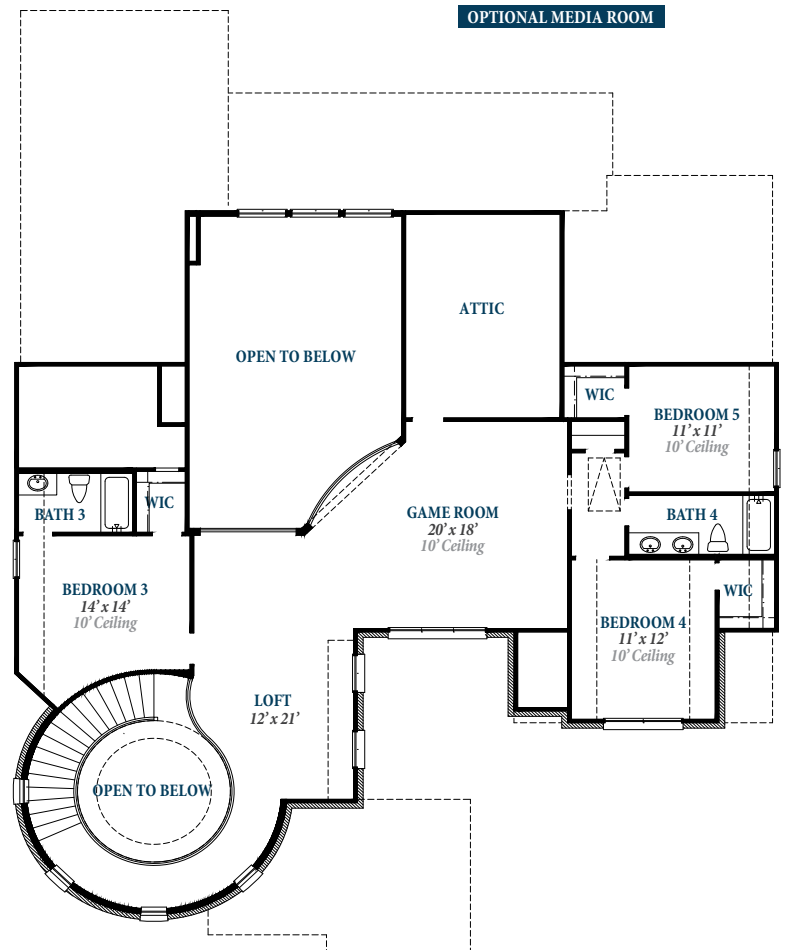 OPTIONAL MEDIA ROOM
ATTIC
OPEN TO BELOW
WIC
BEDROOM 5
11' x 11'
10' Ceiling
WIC
BATH 3
GAME ROOM
20' x 18'
10' Ceiling
BATH 4
BEDROOM 3
14' x 14'
10' Ceiling
WIC
BEDROOM 4
11' x 12'
10' Ceiling
LOFT
12' x 21'
OPEN TO BELOW